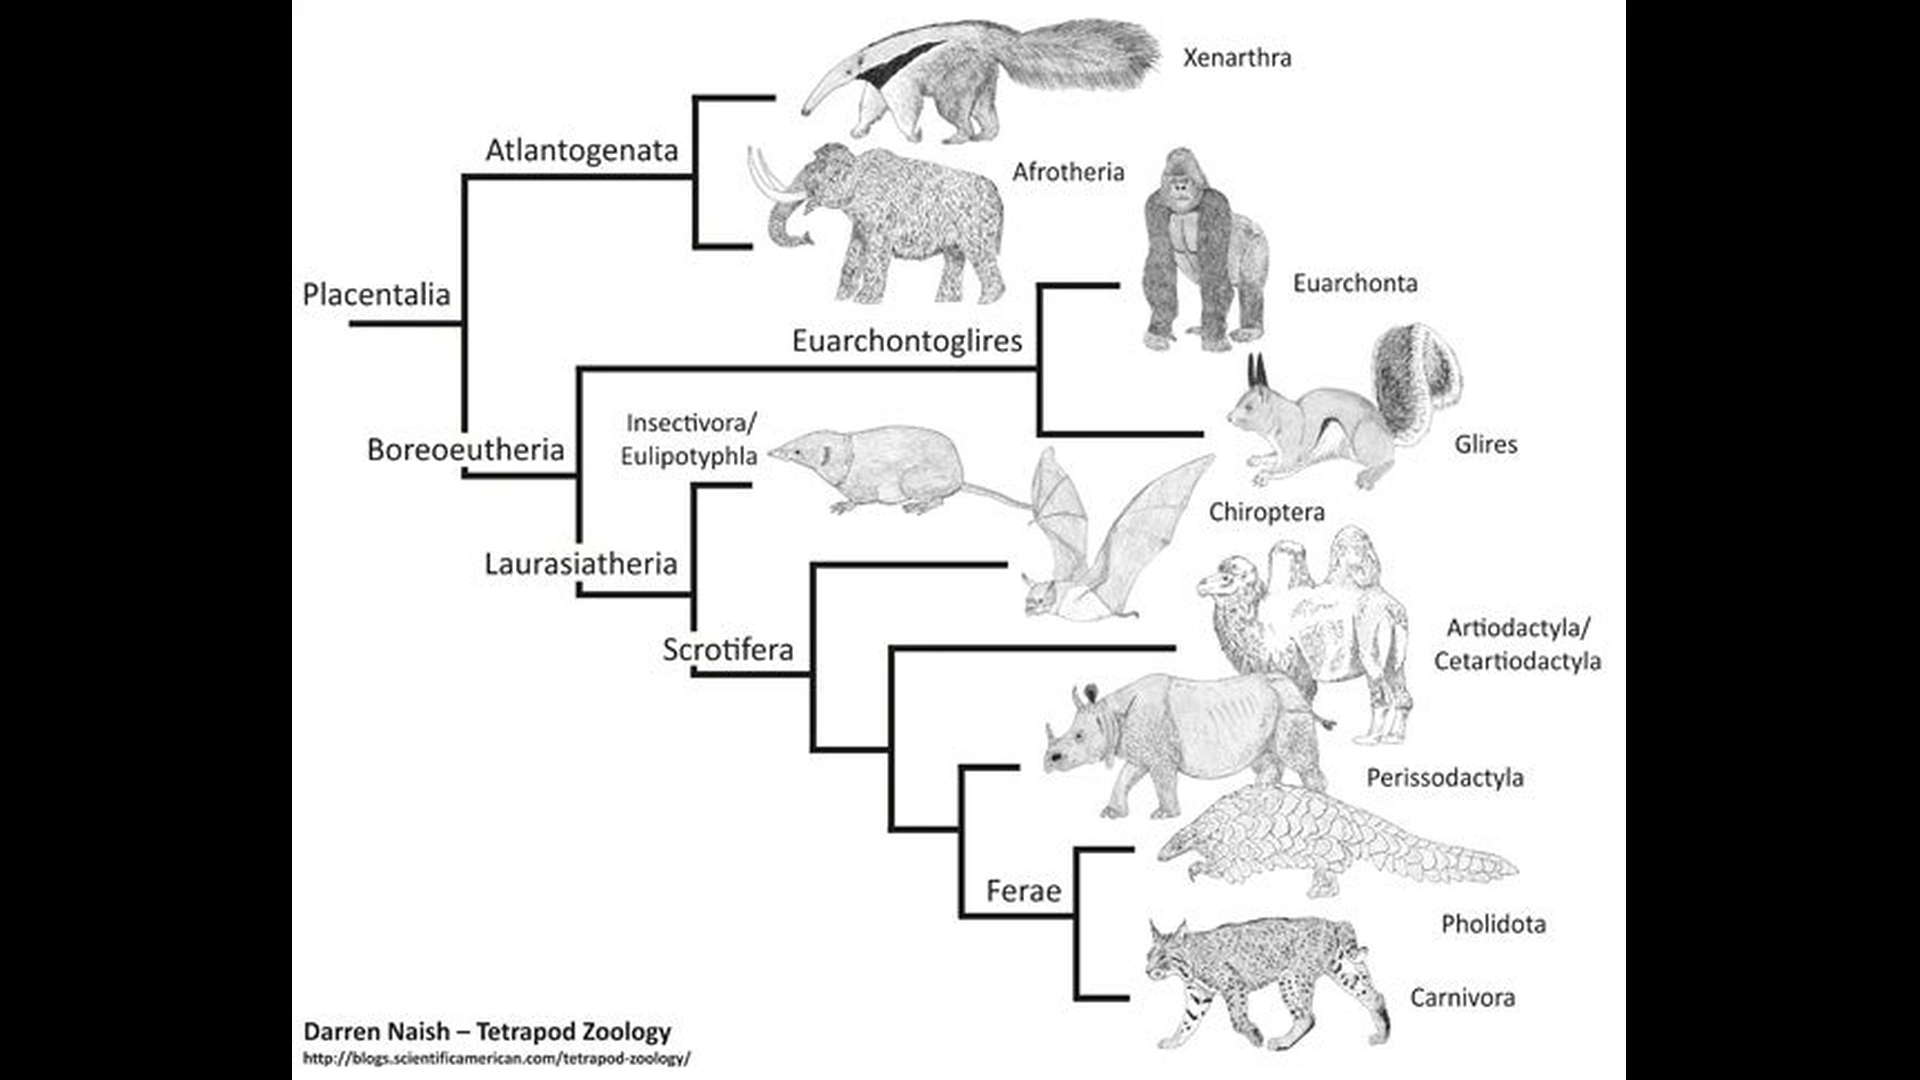 Xenarthra
Atlantogenata
Afrotheria
Euarchonta
Placentalia
Euarchontoglires
Insectivora/
Eulipotyphla
Glires
Boreoeutheria
Chiroptera
Laurasiatheria
Artiodactyla/
Cetartiodactyla
Scrotifera
Perissodactyla
Ferae
Pholidota
Carnivora
Darren Naish – Tetrapod Zoology
http://blogs.scientificamerican.com/tetrapod-zoology/